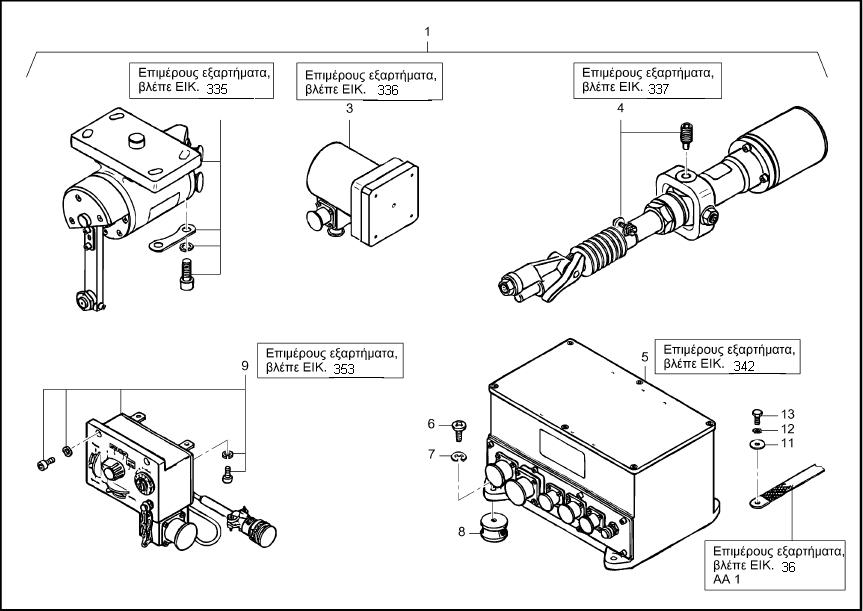 1
Επιμέρους εξαρτήματα,
βλέπε ΕΙΚ. 335
Επιμέρους εξαρτήματα,
βλέπε ΕΙΚ. 336
Επιμέρους εξαρτήματα,
βλέπε ΕΙΚ. 337
3
4
Επιμέρους εξαρτήματα,
βλέπε ΕΙΚ. 353
9
Επιμέρους εξαρτήματα,
βλέπε ΕΙΚ. 342
5
6
7
8
13
12
11
Επιμέρους εξαρτήματα,
βλέπε ΕΙΚ. 36
ΑΑ 1